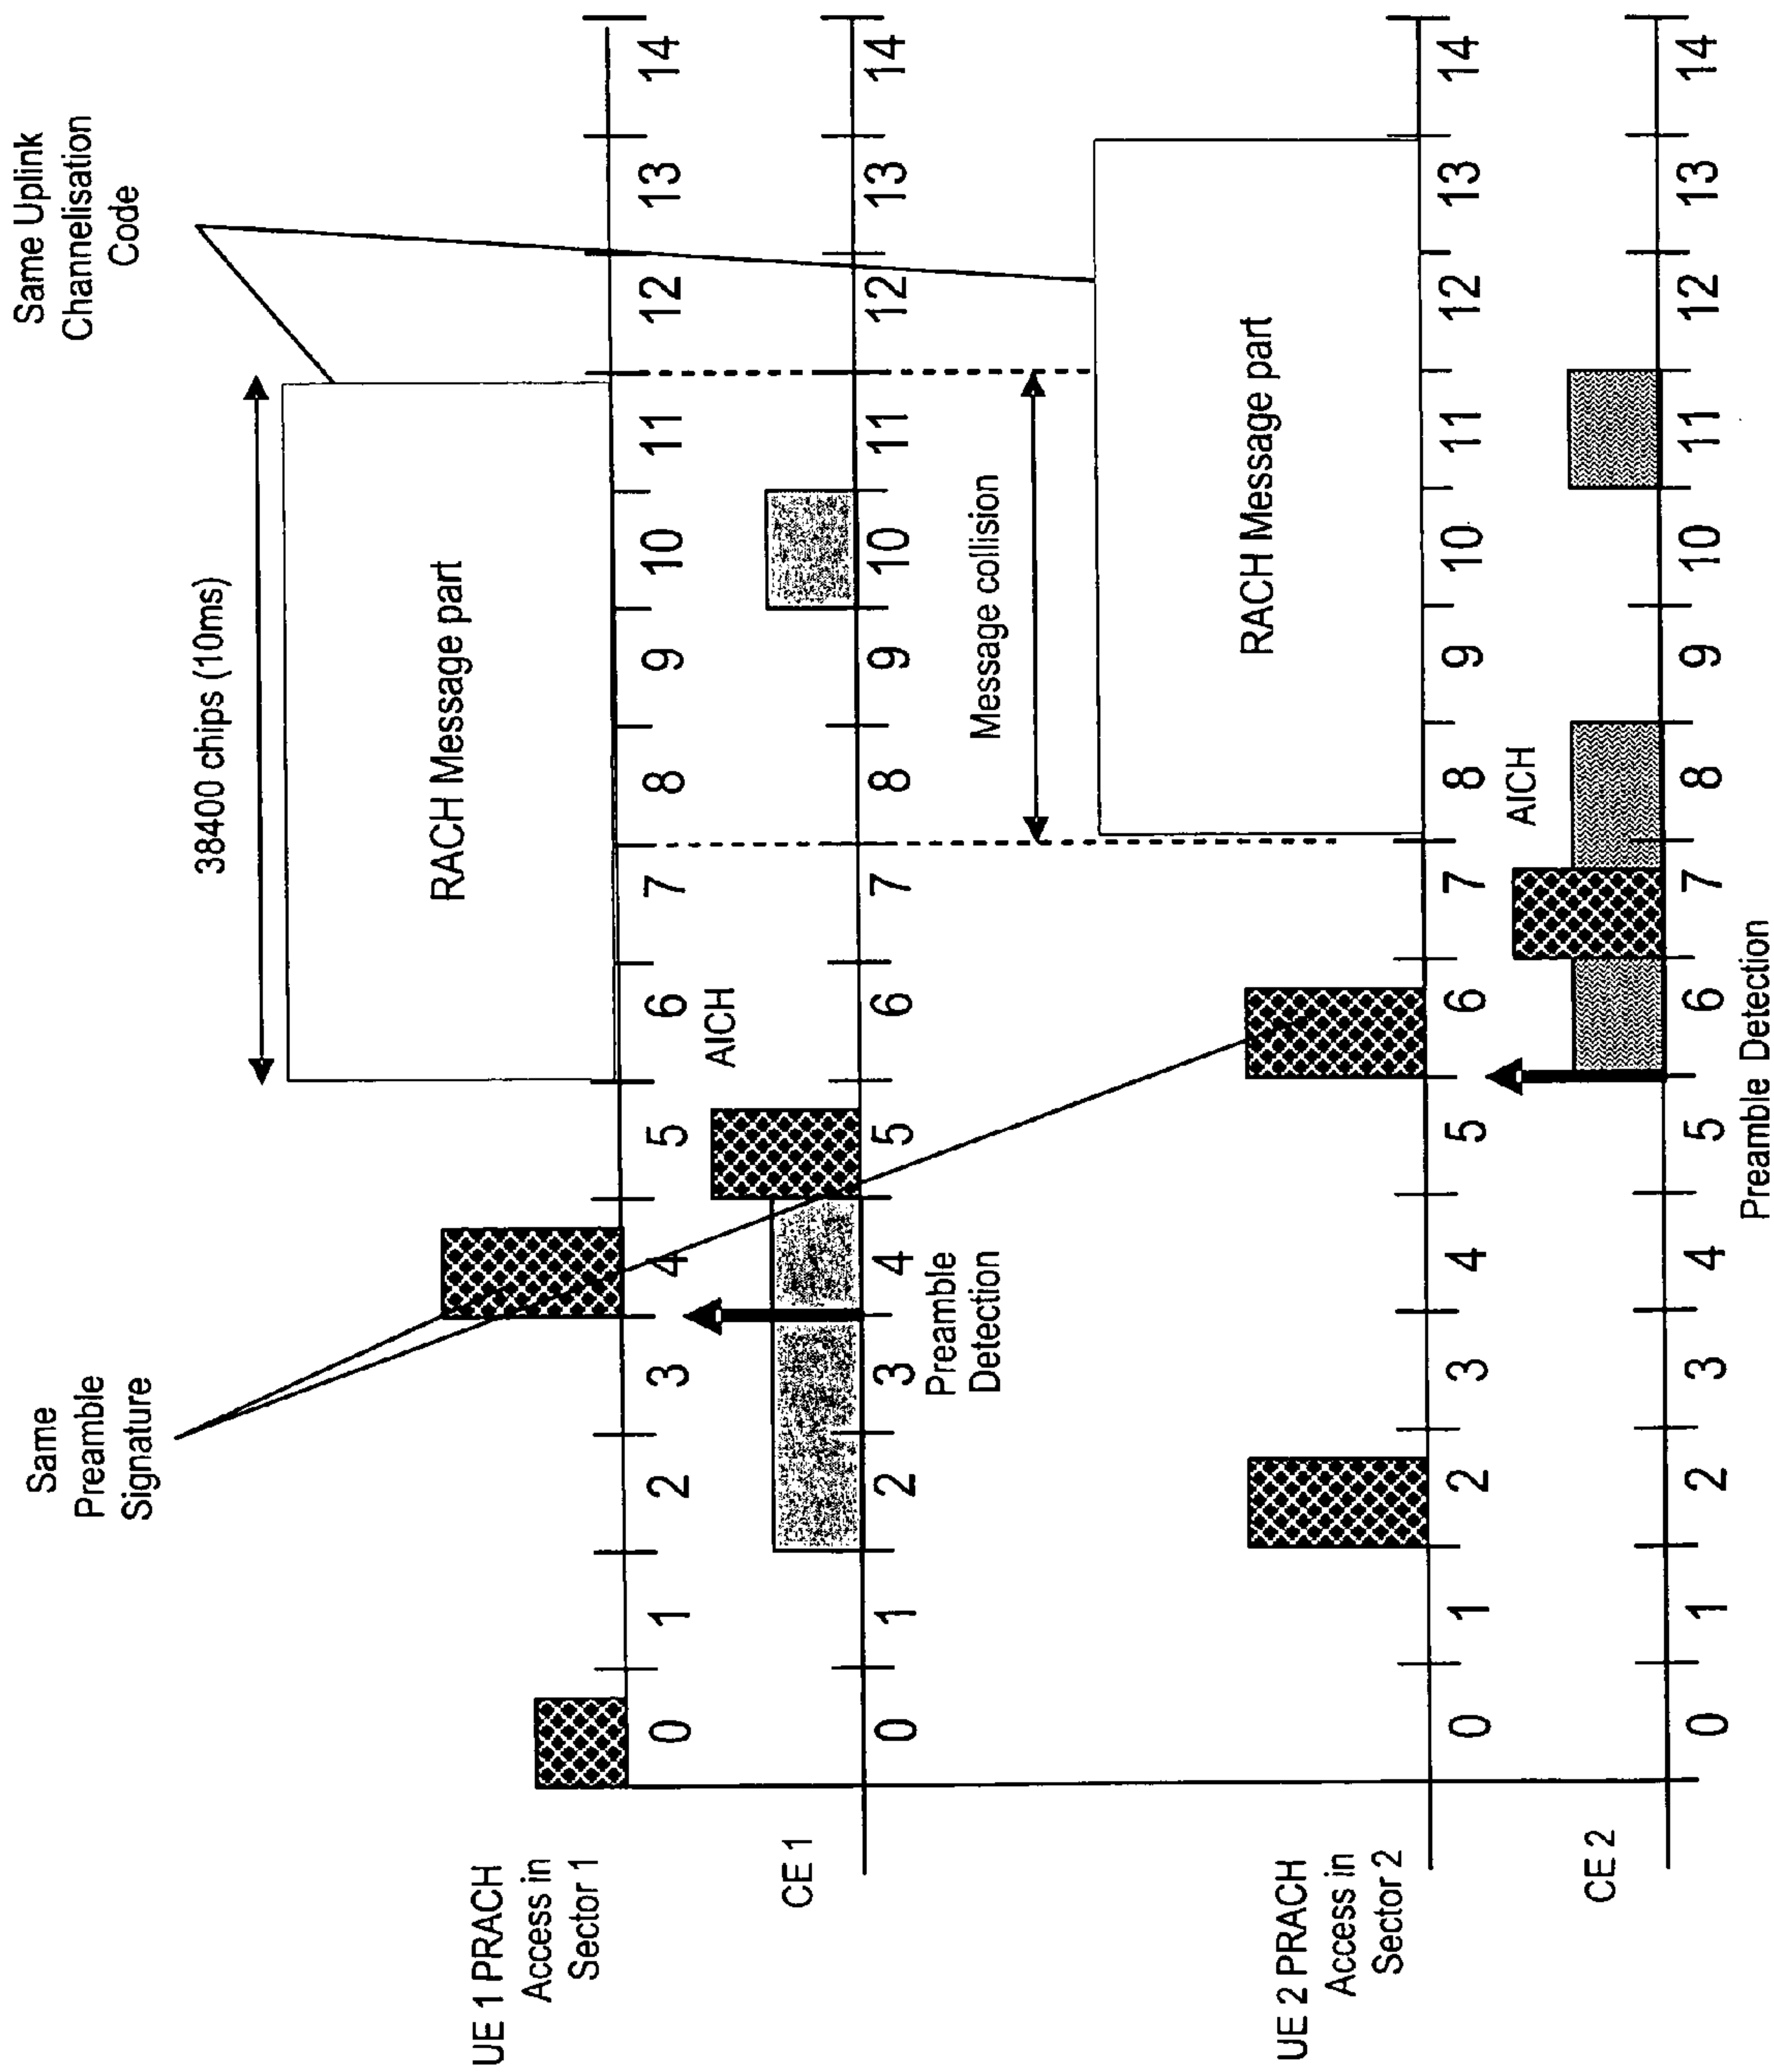 Same Uplink
Channelisation
Code
Same
Preamble
Signature
38400 chips (10ms)
RACH Message part
UE 1 PRACH
Access in
Sector 1
0 1 2 3 4 5 6 7 8 9 10 11 12 13 14
AICH
CE 1
0 1 2 3 4 5 6 7 8 9 10 11 12 13 14
Preamble
Detection
Message collision
RACH Message part
UE 2 PRACH
Access in
Sector 2
0 1 2 3 4 5 6 7 8 9 10 11 12 13 14
AICH
CE 2
0 1 2 3 4 5 6 7 8 9 10 11 12 13 14
Preamble Detection